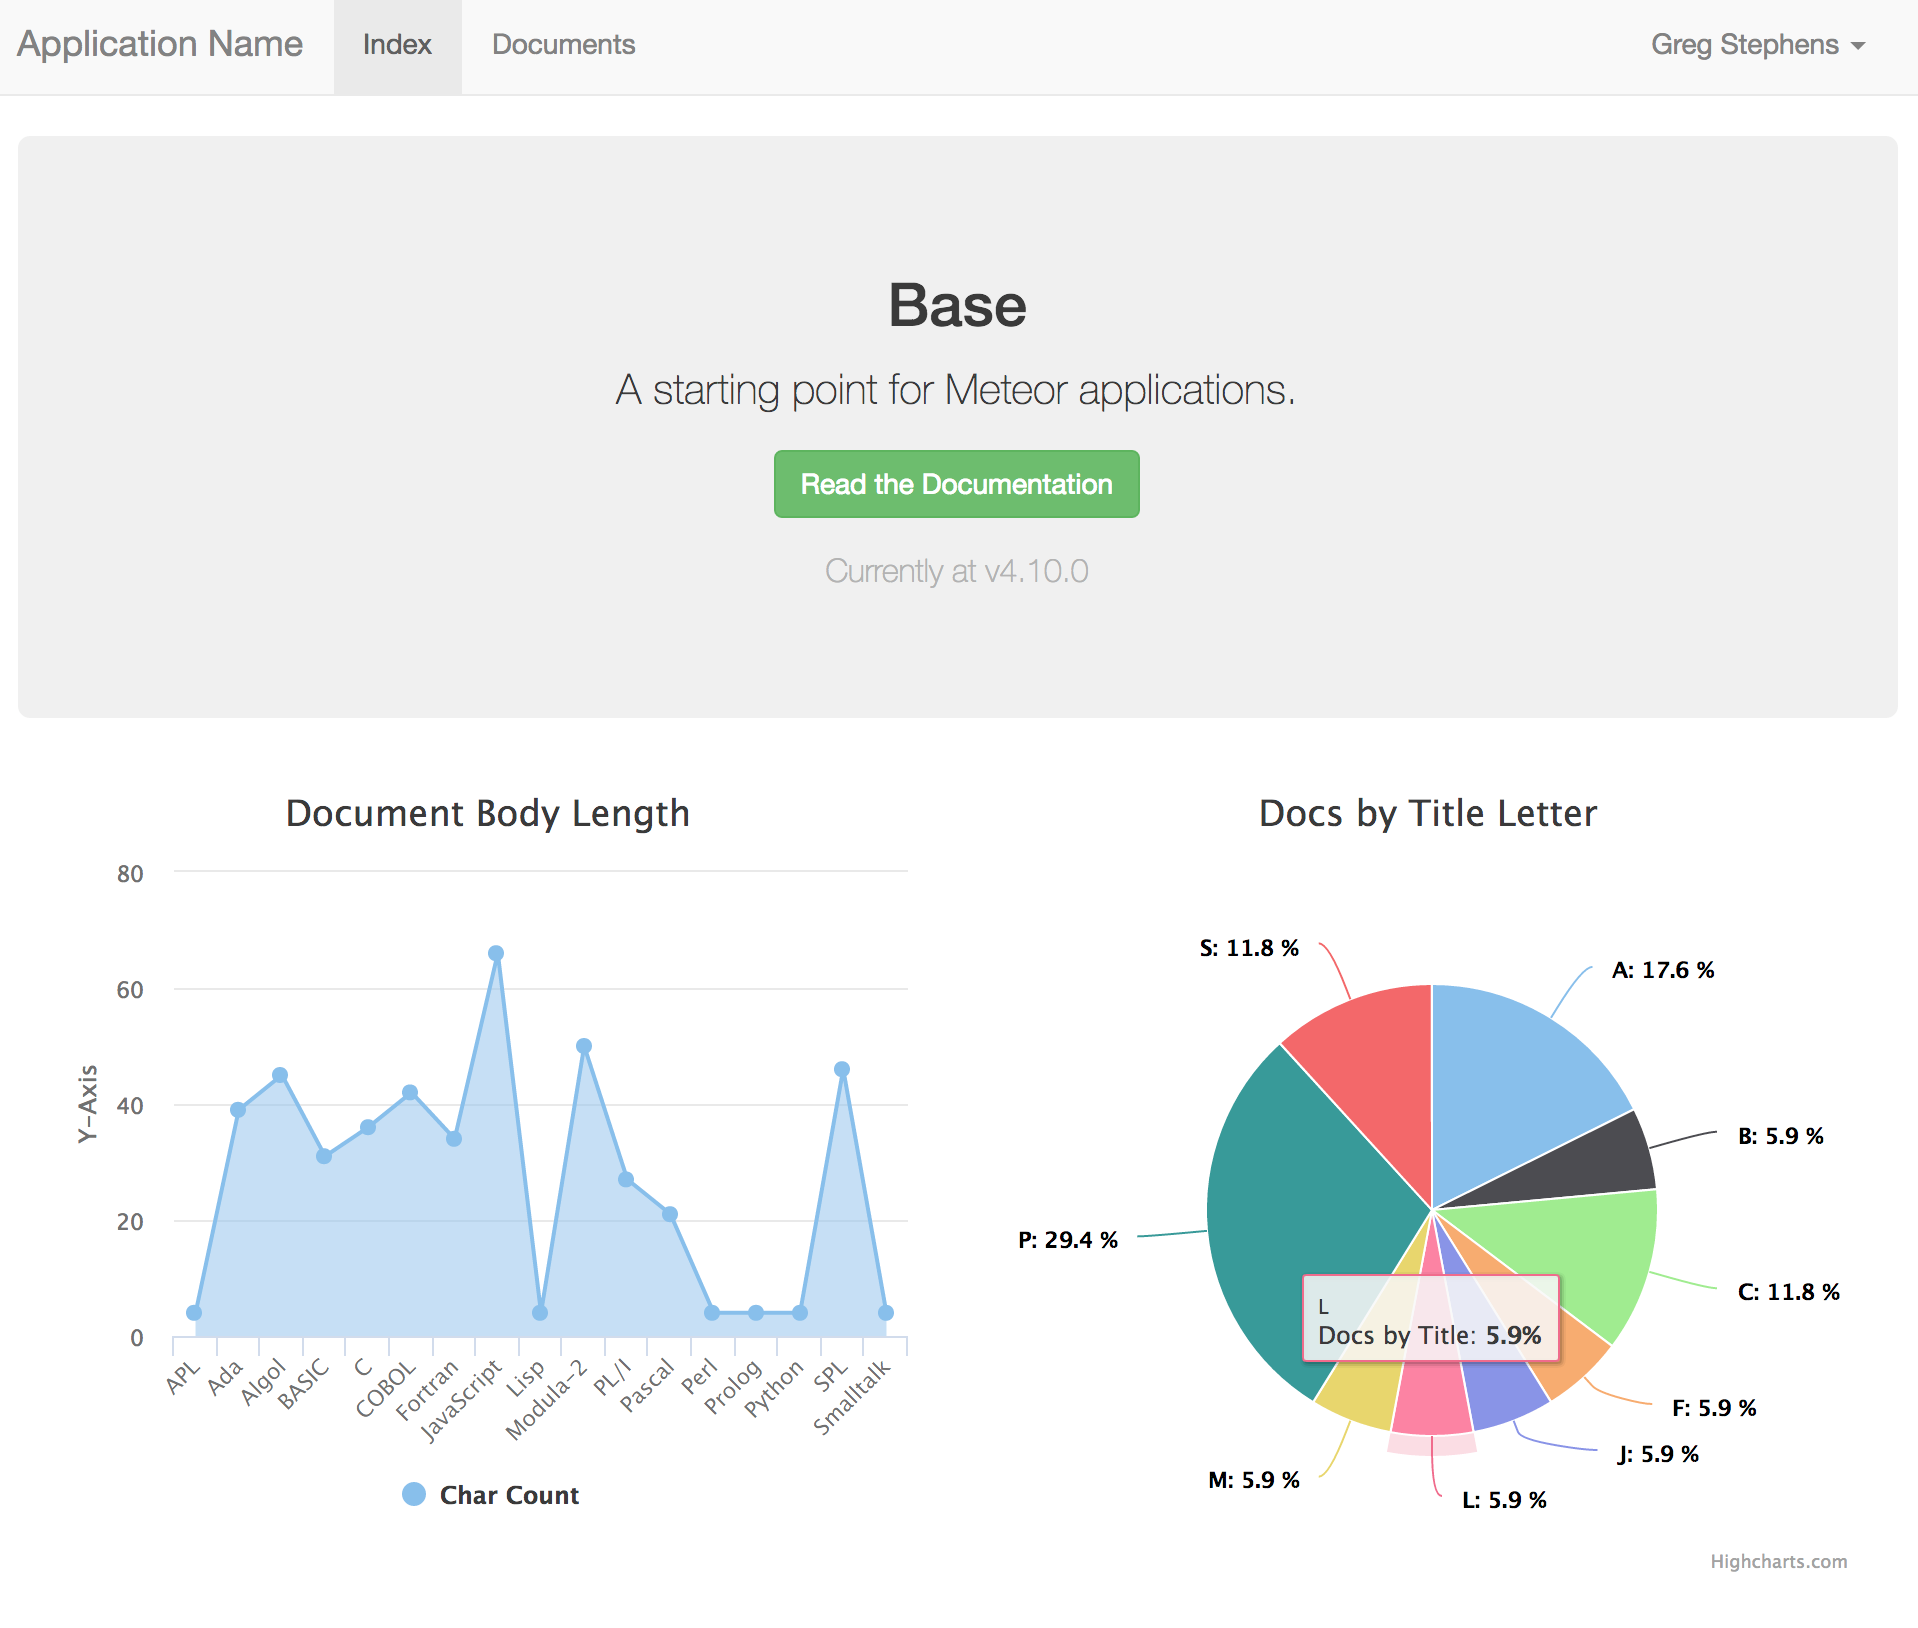 Application Name
Index
Documents
Greg Stephens
Base
A starting point for Meteor applications.
Read the Documentation
Currently at v4.10.0
Document Body Length
80
60
40
20
0
Y-Axis
APL
Ada
Algol
BASIC
C
COBOL
Fortran
JavaScript
Lisp
Modula-2
PL/I
Pascal
Perl
Prolog
Python
SPL
Smalltalk
Char Count
Docs by Title Letter
S: 11.8 %
A: 17.6 %
B: 5.9 %
P: 29.4 %
C: 11.8 %
L
Docs by Title: 5.9%
F: 5.9 %
J: 5.9 %
M: 5.9 %
L: 5.9 %
Highcharts.com